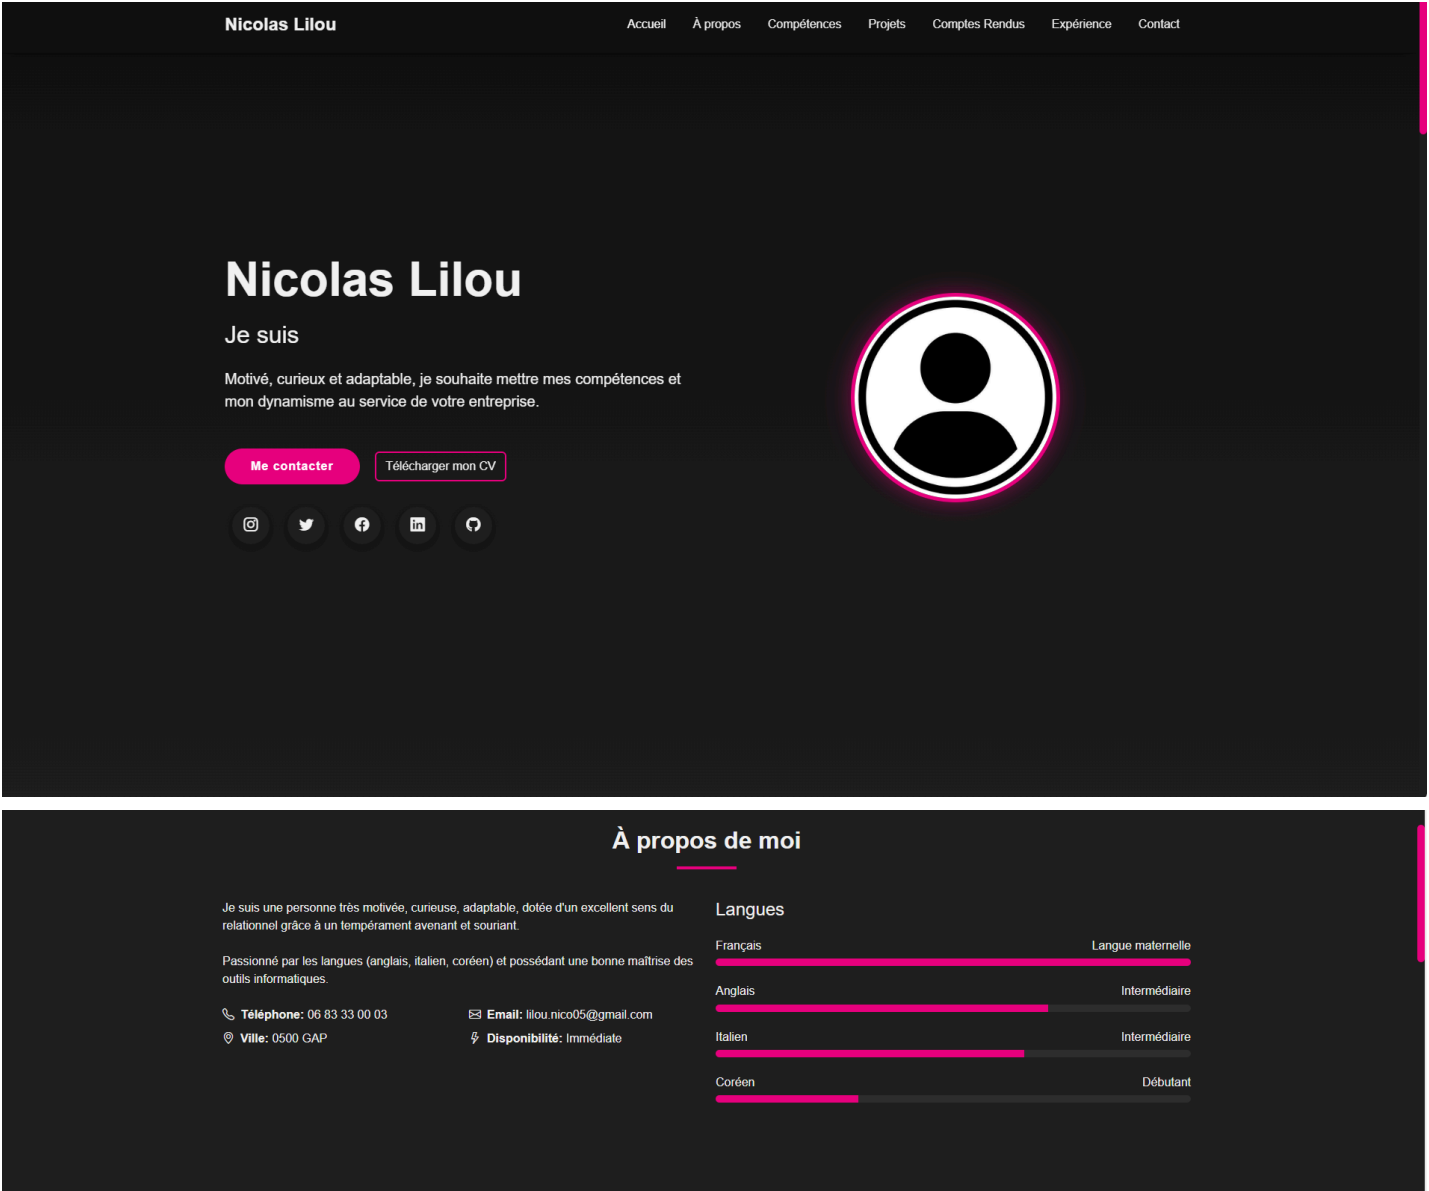 Nicolas Lilou
Accueil À propos Compétences Projets Comptes Rendus Expérience Contact
Nicolas Lilou
Je suis
Motivé, curieux et adaptable, je souhaite mettre mes compétences et
mon dynamisme au service de votre entreprise.
Me contacter Télécharger mon CV
À propos de moi
Je suis une personne très motivée, curieuse, adaptable, dotée d'un excellent sens du
relationnel grâce à un tempérament avenant et souriant.
Passionné par les langues (anglais, italien, coréen) et possédant une bonne maîtrise des
outils informatiques.
Téléphone: 06 83 33 00 03 Email: lilou.nico05@gmail.com
Ville: 0500 GAP Disponibilité: Immédiate
Langues
Français Langue maternelle
Anglais Intermédiaire
Italien Intermédiaire
Coréen Débutant